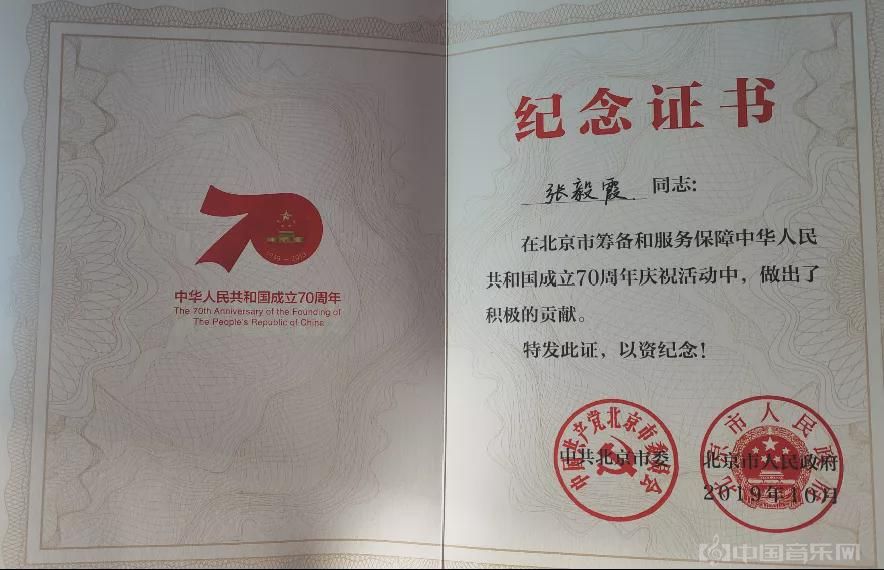 1949-2019
中华人民共和国成立70周年
The 70th Anniversary of the Founding of
The People's Republic of China
纪念证书
张毅霞 同志：
在北京市筹备和服务保障中华人民
共和国成立70周年庆祝活动中，做出了
积极的贡献。
特发此证，以资纪念！
中国共产党北京市委员会
中共北京市委
北京市人民政府
北京市人民政府
2019年10月
中国音乐网